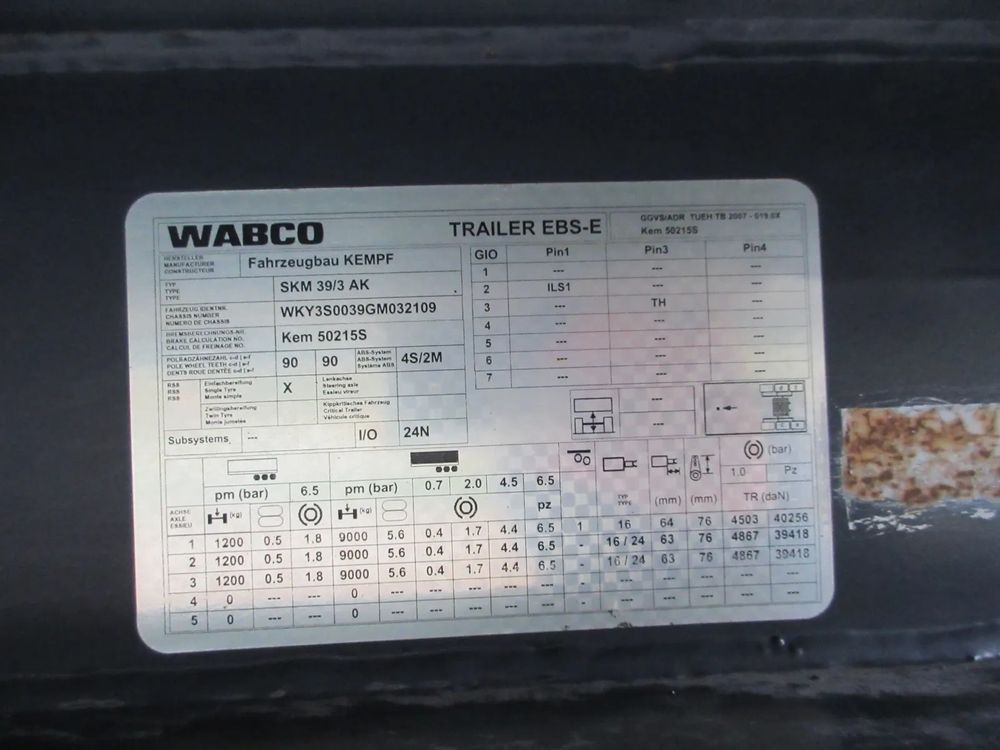 WABCO TRAILER EBS-E GGVS/ADR TUEH TB 2007 - 019.0X
Kem 50215S
HERSTELLER
MANUFACTURER
CONSTRUCTEUR
Fahrzeugbau KEMPF
TYP
TYPE
TYPE
SKM 39/3 AK
FAHRZEUG IDENTNR.
CHASSIS NUMBER
NUMERO DE CHASSIS
WKY3S0039GM032109
BREMSBERECHNUNGS-NR.
BRAKE CALCULATION NO.
CALCUL DE FREINAGE NO.
Kem 50215S
POLRADZÄHNEZAHL c-d | e-f
POLE WHEEL TEETH c-d | e-f
DENTS ROUE DENTÉE c-d | e-f
90 90
ABS-System
ABS-System
Système ABS
4S/2M
RSS
RSS
RSS
Einfachbereifung
Single Tyre
Monte simple
X
Lenkachse
Steering axle
Essieu vireur
Zwillingsbereifung
Twin Tyre
Monte jumelée
Kippkritisches Fahrzeug
Critical Trailer
Véhicule critique
Subsystems --- I/O 24N
GIO Pin1 Pin3 Pin4
1 --- --- ---
2 ILS1 --- ---
3 --- TH ---
4 --- --- ---
5 --- --- ---
6 --- --- ---
7 --- --- ---
---
---
pm (bar) 6.5 pm (bar) 0.7 2.0 4.5 6.5 (bar)
1.0 Pz
ACHSE
AXLE
ESSIEU
(kg) (kg) pz TYP
TYPE
(mm) (mm) TR (daN)
1 1200 0.5 1.8 9000 5.6 0.4 1.7 4.4 6.5 1 16 64 76 4503 40256
2 1200 0.5 1.8 9000 5.6 0.4 1.7 4.4 6.5 - 16 / 24 63 76 4867 39418
3 1200 0.5 1.8 9000 5.6 0.4 1.7 4.4 6.5 - 16 / 24 63 76 4867 39418
4 0 --- --- 0 --- --- --- --- --- - --- --- --- --- ---
5 0 --- --- 0 --- --- --- --- --- - --- --- --- --- ---